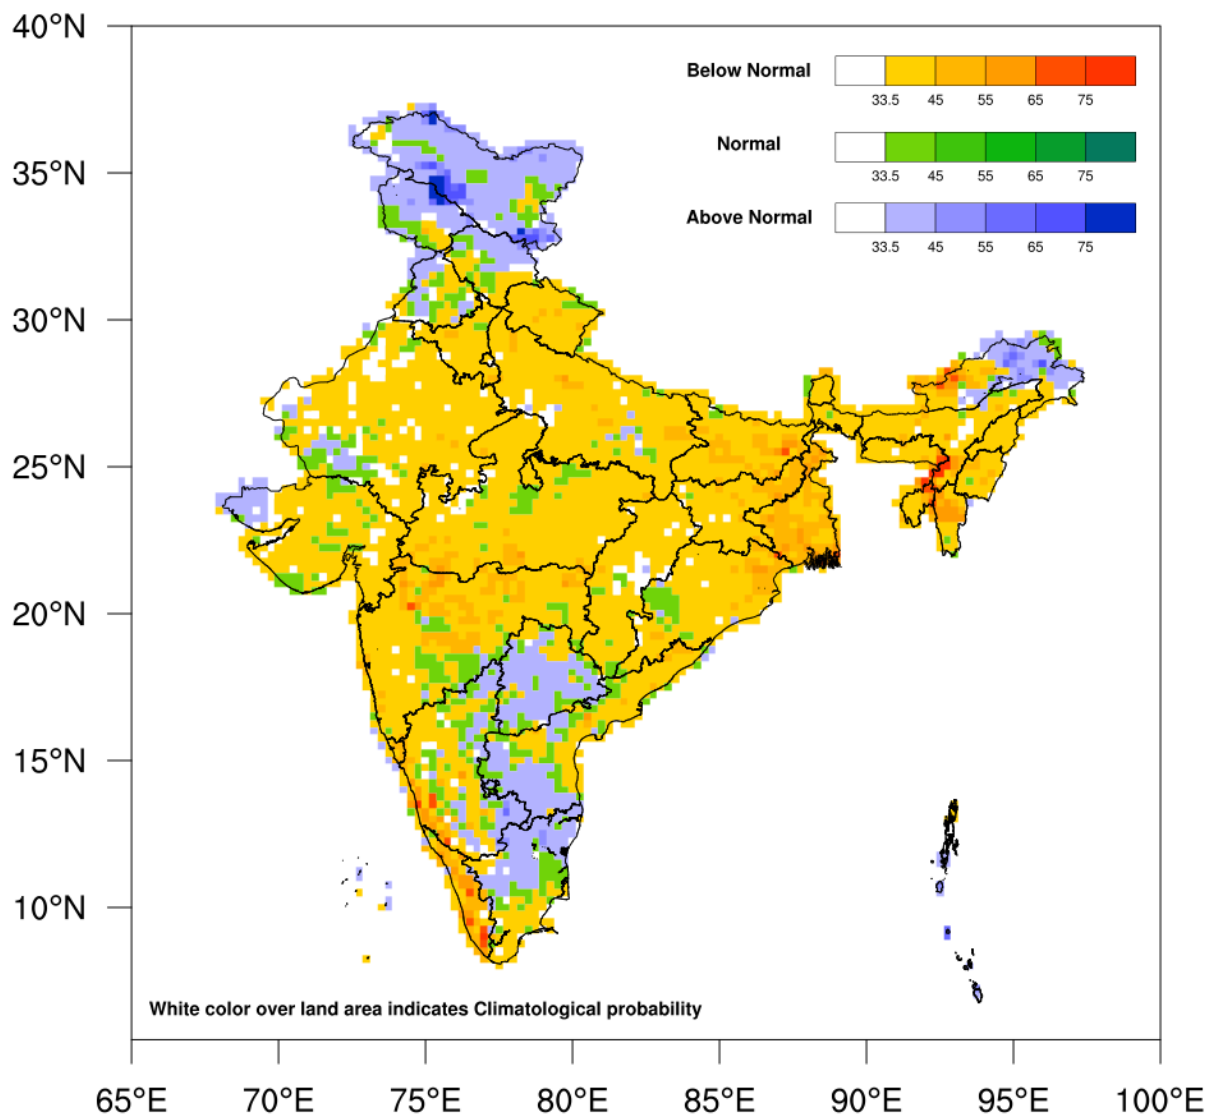 40°N
Below Normal
33.5 45 55 65 75
Normal
33.5 45 55 65 75
Above Normal
33.5 45 55 65 75
35°N
30°N
25°N
20°N
15°N
10°N
White color over land area indicates Climatological probability
65°E 70°E 75°E 80°E 85°E 90°E 95°E 100°E